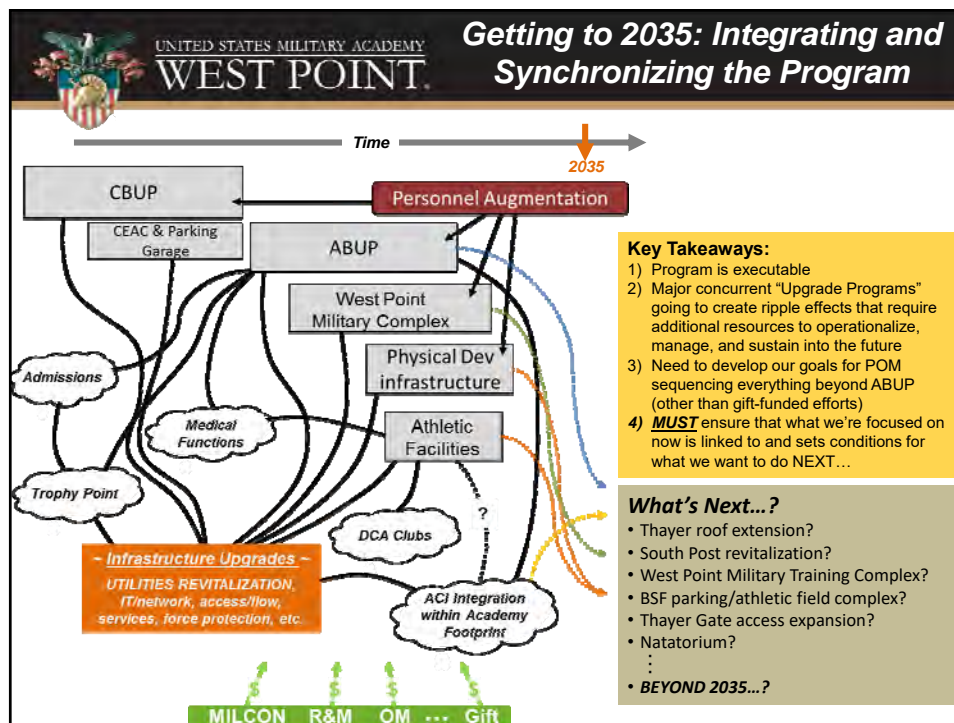 UNITED STATES MILITARY ACADEMY
WEST POINT.
Getting to 2035: Integrating and
Synchronizing the Program
Time
2035
CBUP
Personnel Augmentation
CEAC & Parking
Garage
ABUP
West Point
Military Complex
Physical Dev
infrastructure
Athletic
Facilities
Admissions
Medical
Functions
Trophy Point
?
DCA Clubs
– Infrastructure Upgrades –
UTILITIES REVITALIZATION,
IT/network, access/flow,
services, force protection, etc.
ACI Integration
within Academy
Footprint
$ $ $ $
MILCON R&M OM ••• Gift
Key Takeaways:
1) Program is executable
2) Major concurrent “Upgrade Programs”
going to create ripple effects that require
additional resources to operationalize,
manage, and sustain into the future
3) Need to develop our goals for POM
sequencing everything beyond ABUP
(other than gift-funded efforts)
4) MUST ensure that what we’re focused on
now is linked to and sets conditions for
what we want to do NEXT…
What’s Next…?
• Thayer roof extension?
• South Post revitalization?
• West Point Military Training Complex?
• BSF parking/athletic field complex?
• Thayer Gate access expansion?
• Natatorium?
⋮
• BEYOND 2035…?